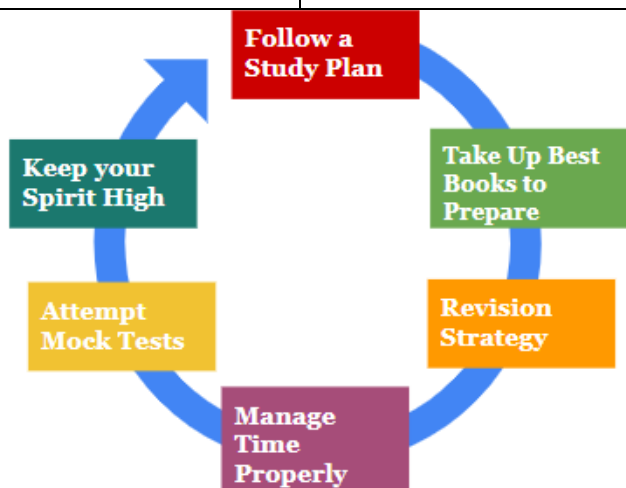 Follow a
Study Plan
Take Up Best
Books to
Prepare
Revision
Strategy
Manage
Time
Properly
Attempt
Mock Tests
Keep your
Spirit High